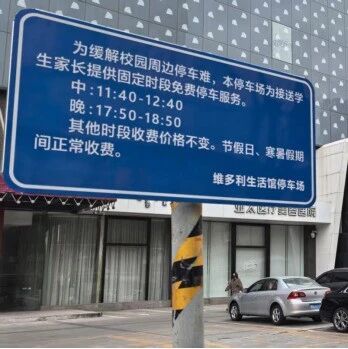 为缓解校园周边停车难，本停车场为接送学
生家长提供固定时段免费停车服务。
中：11:40-12:40
晚：17:50-18:50
其他时段收费价格不变。节假日、寒暑假期
间正常收费。
维多利生活馆停车场